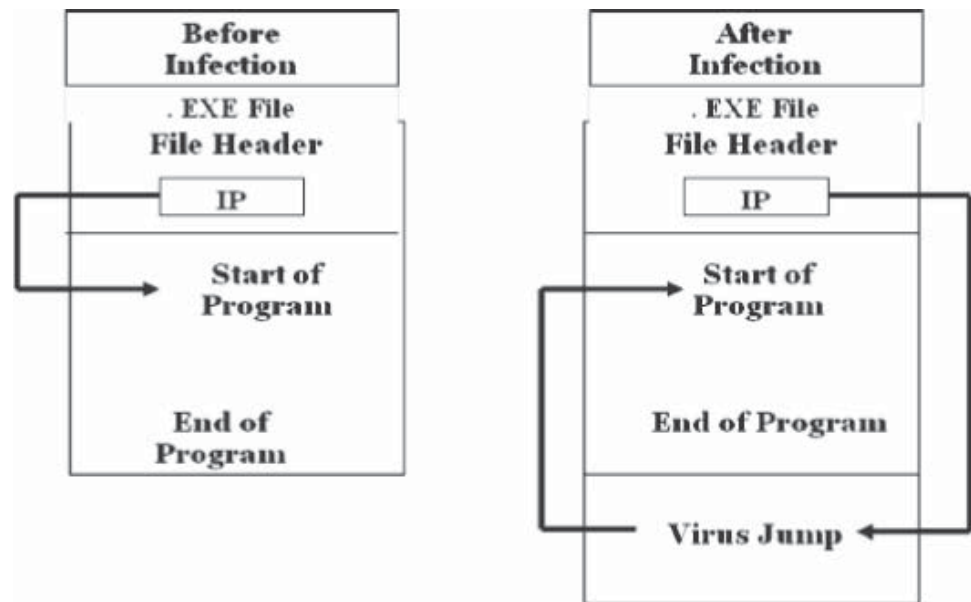 Before
Infection
. EXE File
File Header
IP
Start of
Program
End of
Program
After
Infection
. EXE File
File Header
IP
Start of
Program
End of Program
Virus Jump